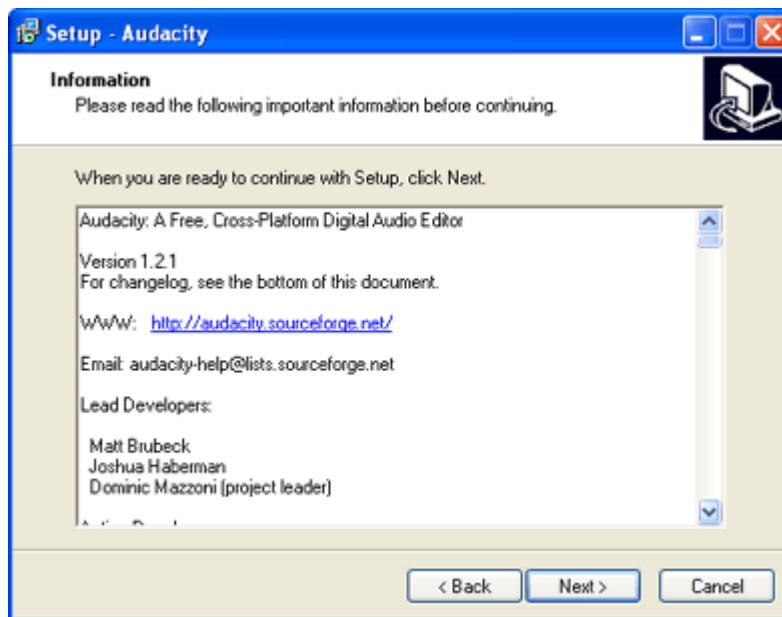 Setup - Audacity
Information
Please read the following important information before continuing.
When you are ready to continue with Setup, click Next.
Audacity: A Free, Cross-Platform Digital Audio Editor
Version 1.2.1
For changelog, see the bottom of this document.
WWW: http://audacity.sourceforge.net/
Email: audacity-help@lists.sourceforge.net
Lead Developers:
Matt Brubeck
Joshua Haberman
Dominic Mazzoni (project leader)
< Back Next > Cancel